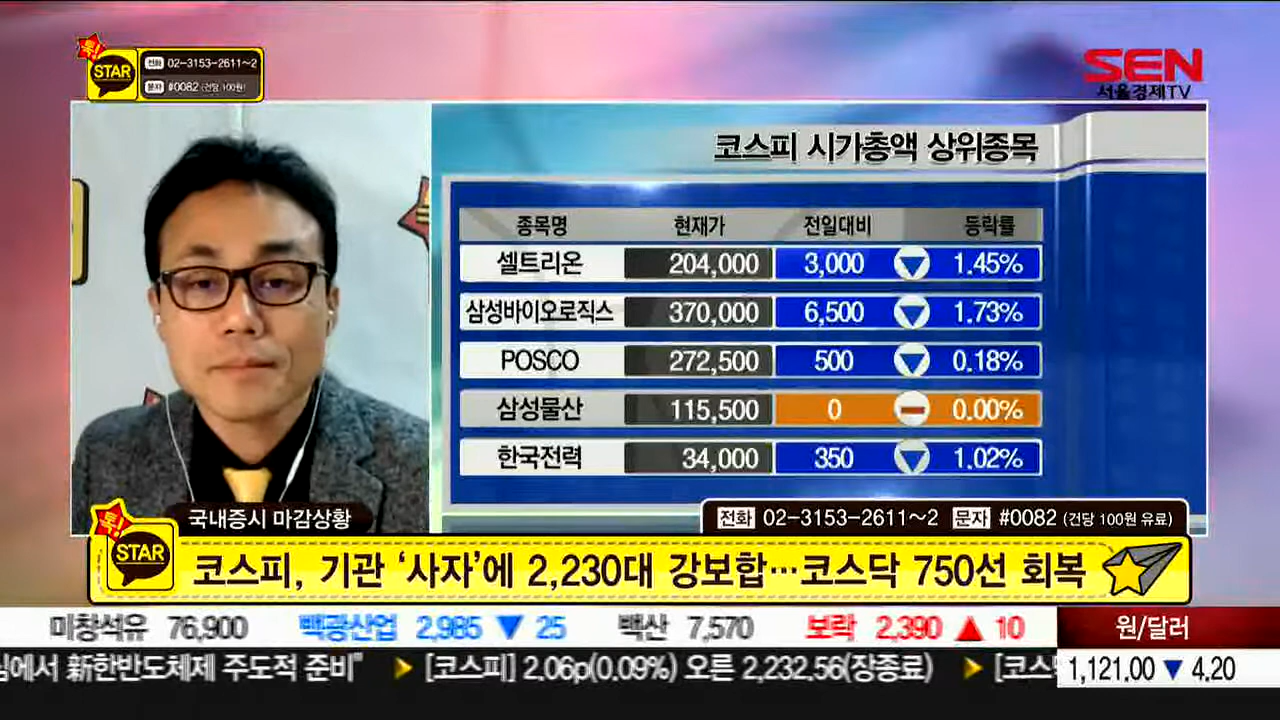 톡!
STAR
전화 02-3153-2611~2
문자 #0082 (건당 100원)
SEN
서울경제TV
코스피 시가총액 상위종목
종목명 현재가 전일대비 등락률
셀트리온 204,000 3,000 ▼ 1.45%
삼성바이오로직스 370,000 6,500 ▼ 1.73%
POSCO 272,500 500 ▼ 0.18%
삼성물산 115,500 0 0.00%
한국전력 34,000 350 ▼ 1.02%
국내증시 마감상황
전화 02-3153-2611~2 문자 #0082 (건당 100원 유료)
톡!
STAR
코스피, 기관 '사자'에 2,230대 강보합…코스닥 750선 회복
미창석유 76,900 백광산업 2,985 ▼ 25 백산 7,570 보락 2,390 ▲ 10
원/달러
님에서 新한반도체제 주도적 준비" [코스피] 2.06p(0.09%) 오른 2,232.56(장종료) [코스
1,121.00 ▼ 4.20